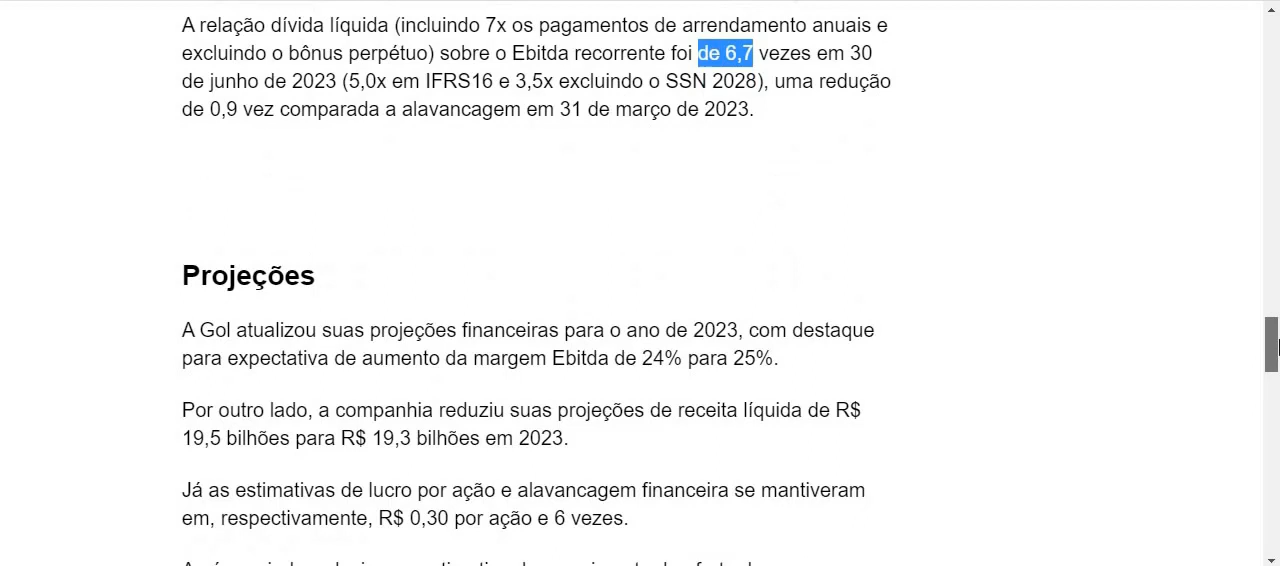 A relação dívida líquida (incluindo 7x os pagamentos de arrendamento anuais e
excluindo o bônus perpétuo) sobre o Ebitda recorrente foi de 6,7 vezes em 30
de junho de 2023 (5,0x em IFRS16 e 3,5x excluindo o SSN 2028), uma redução
de 0,9 vez comparada a alavancagem em 31 de março de 2023.
Projeções
A Gol atualizou suas projeções financeiras para o ano de 2023, com destaque
para expectativa de aumento da margem Ebitda de 24% para 25%.
Por outro lado, a companhia reduziu suas projeções de receita líquida de R$
19,5 bilhões para R$ 19,3 bilhões em 2023.
Já as estimativas de lucro por ação e alavancagem financeira se mantiveram
em, respectivamente, R$ 0,30 por ação e 6 vezes.